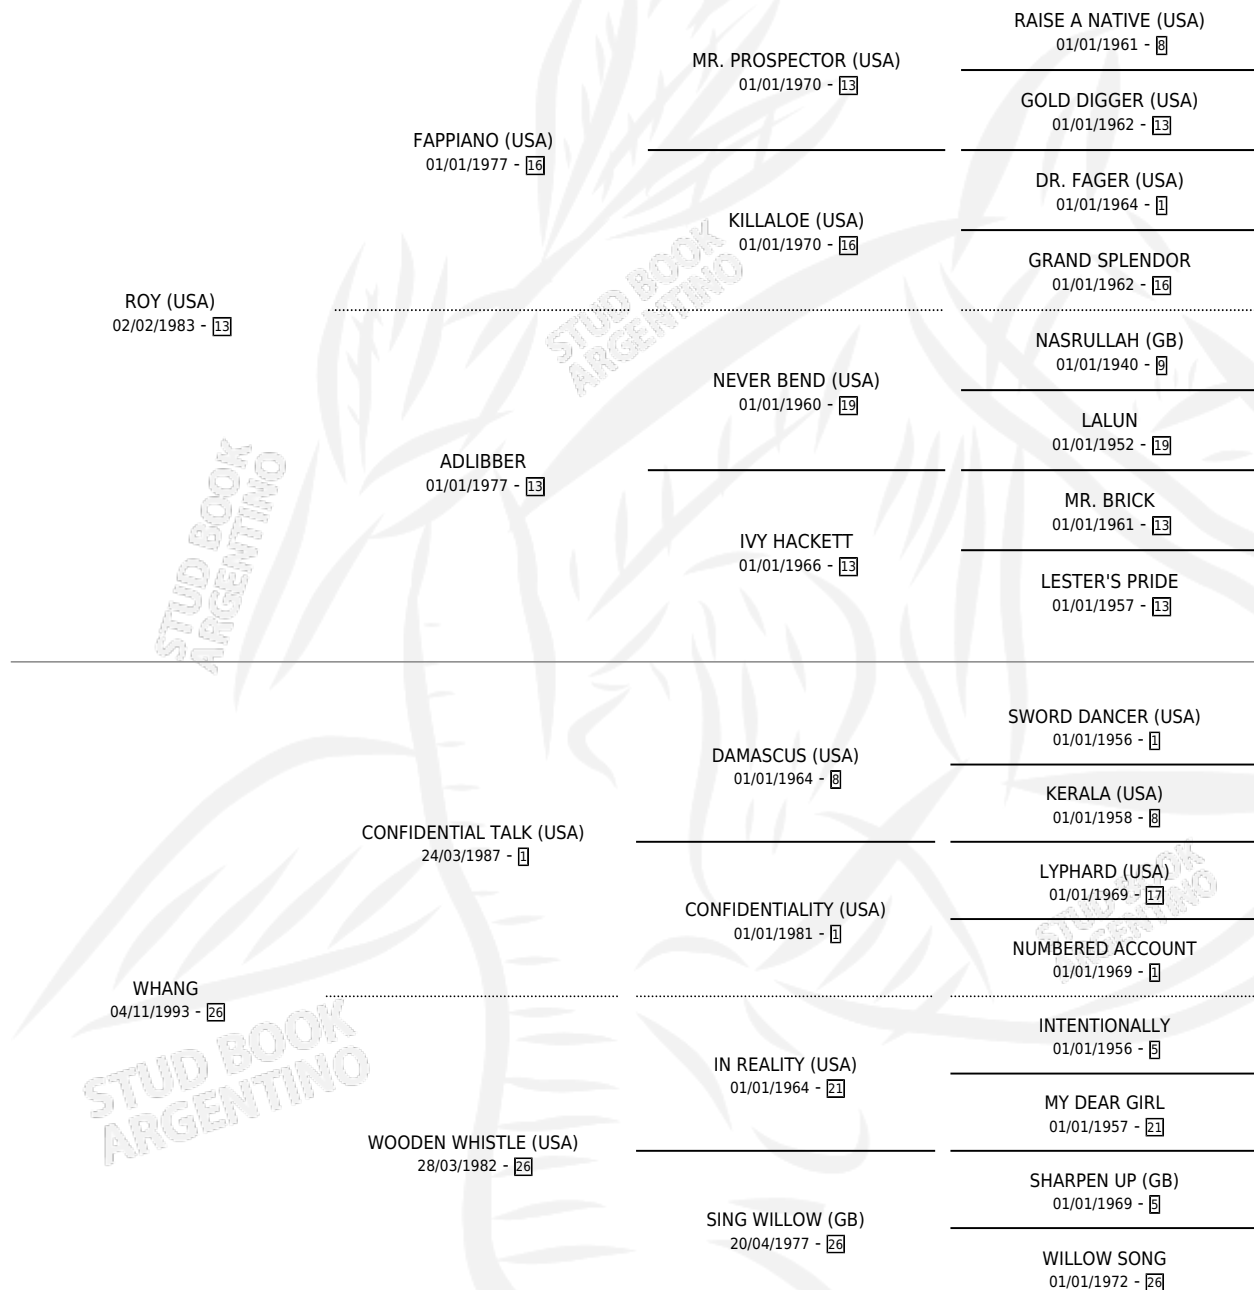 RAISE A NATIVE (USA)
01/01/1961 - 8
MR. PROSPECTOR (USA)
01/01/1970 - 13
GOLD DIGGER (USA)
01/01/1962 - 13
FAPPIANO (USA)
01/01/1977 - 16
DR. FAGER (USA)
01/01/1964 - 1
KILLALOE (USA)
01/01/1970 - 16
GRAND SPLENDOR
01/01/1962 - 16
ROY (USA)
02/02/1983 - 13
NASRULLAH (GB)
01/01/1940 - 9
NEVER BEND (USA)
01/01/1960 - 19
LALUN
01/01/1952 - 19
ADLIBBER
01/01/1977 - 13
MR. BRICK
01/01/1961 - 13
IVY HACKETT
01/01/1966 - 13
LESTER'S PRIDE
01/01/1957 - 13
SWORD DANCER (USA)
01/01/1956 - 1
DAMASCUS (USA)
01/01/1964 - 8
KERALA (USA)
01/01/1958 - 8
CONFIDENTIAL TALK (USA)
24/03/1987 - 1
LYPHARD (USA)
01/01/1969 - 17
CONFIDENTIALITY (USA)
01/01/1981 - 1
NUMBERED ACCOUNT
01/01/1969 - 1
WHANG
04/11/1993 - 26
INTENTIONALLY
01/01/1956 - 5
IN REALITY (USA)
01/01/1964 - 21
MY DEAR GIRL
01/01/1957 - 21
WOODEN WHISTLE (USA)
28/03/1982 - 26
SHARPEN UP (GB)
01/01/1969 - 5
SING WILLOW (GB)
20/04/1977 - 26
WILLOW SONG
01/01/1972 - 26
STUD BOOK
ARGENTINO
STUD BOOK
ARGENTINO
STUD BOOK
ARGENTINO
STUD BOOK
ARGENTINO